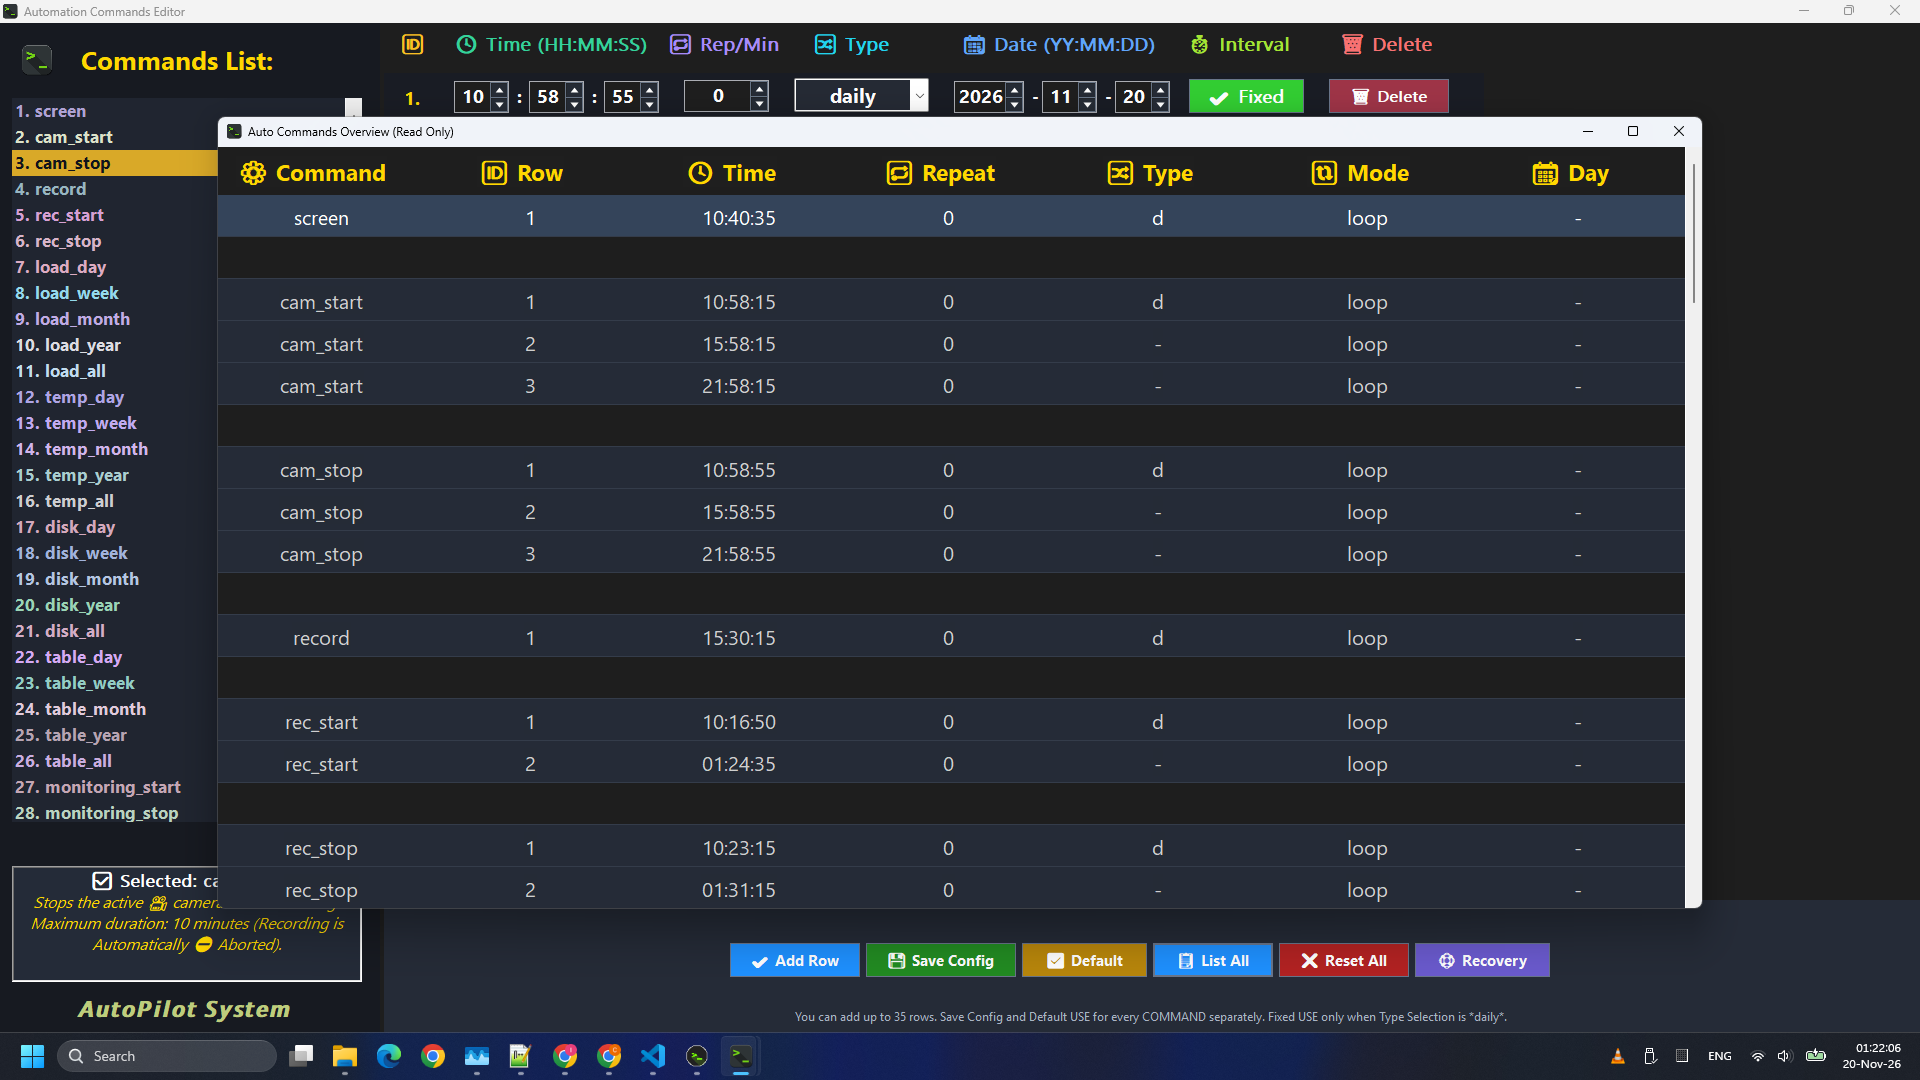 Automation Commands Editor
Commands List:
ID Time (HH:MM:SS) Rep/Min Type Date (YY:MM:DD) Interval Delete
1. 10 : 58 : 55 0 daily 2026 - 11 - 20 Fixed Delete
1. screen
2. cam_start
3. cam_stop
4. record
5. rec_start
6. rec_stop
7. load_day
8. load_week
9. load_month
10. load_year
11. load_all
12. temp_day
13. temp_week
14. temp_month
15. temp_year
16. temp_all
17. disk_day
18. disk_week
19. disk_month
20. disk_year
21. disk_all
22. table_day
23. table_week
24. table_month
25. table_year
26. table_all
27. monitoring_start
28. monitoring_stop
Auto Commands Overview (Read Only)
Command ID Row Time Repeat Type Mode Day
screen 1 10:40:35 0 d loop -
cam_start 1 10:58:15 0 d loop -
cam_start 2 15:58:15 0 - loop -
cam_start 3 21:58:15 0 - loop -
cam_stop 1 10:58:55 0 d loop -
cam_stop 2 15:58:55 0 - loop -
cam_stop 3 21:58:55 0 - loop -
record 1 15:30:15 0 d loop -
rec_start 1 10:16:50 0 d loop -
rec_start 2 01:24:35 0 - loop -
rec_stop 1 10:23:15 0 d loop -
rec_stop 2 01:31:15 0 - loop -
Selected: ca
Stops the active camera
Maximum duration: 10 minutes (Recording is
Automatically Aborted).
AutoPilot System
Add Row Save Config Default List All Reset All Recovery
You can add up to 35 rows. Save Config and Default USE for every COMMAND separately. Fixed USE only when Type Selection is *daily*.
Search
ENG
01:22:06
20-Nov-26